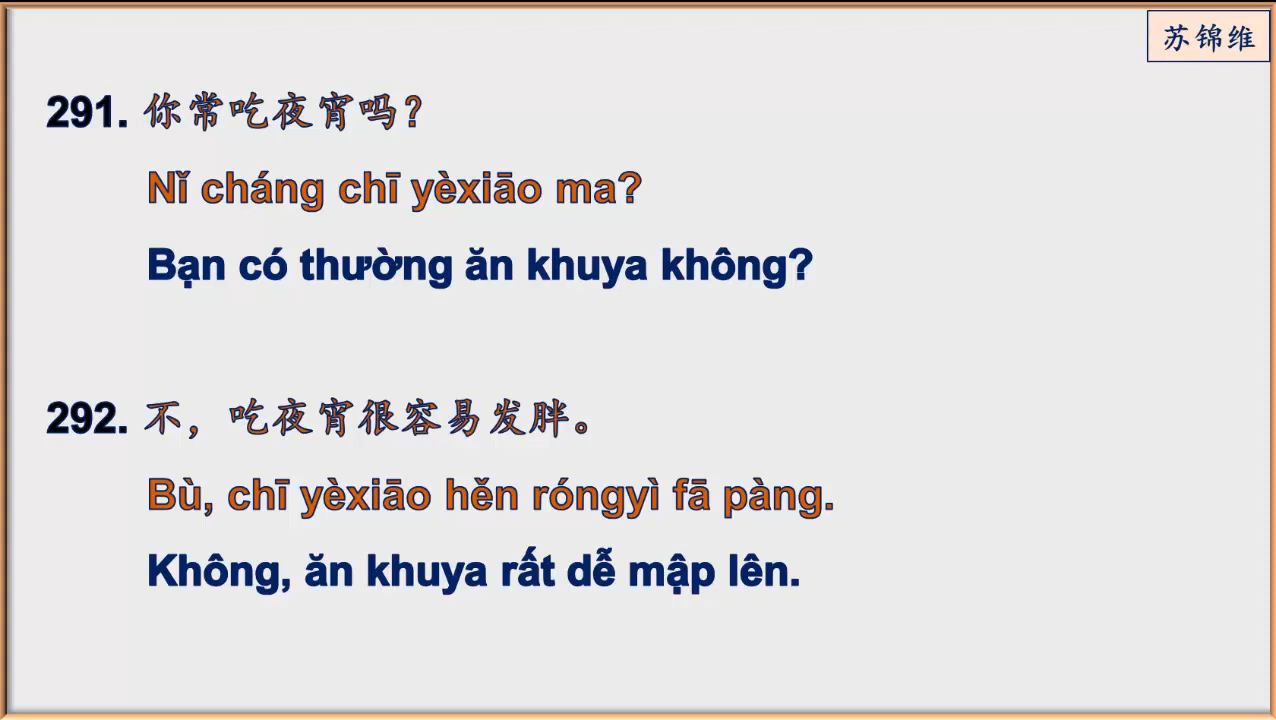 苏锦维
291. 你常吃夜宵吗？
Nǐ cháng chī yèxiāo ma?
Bạn có thường ăn khuya không?
292. 不，吃夜宵很容易发胖。
Bù, chī yèxiāo hěn róngyì fā pàng.
Không, ăn khuya rất dễ mập lên.